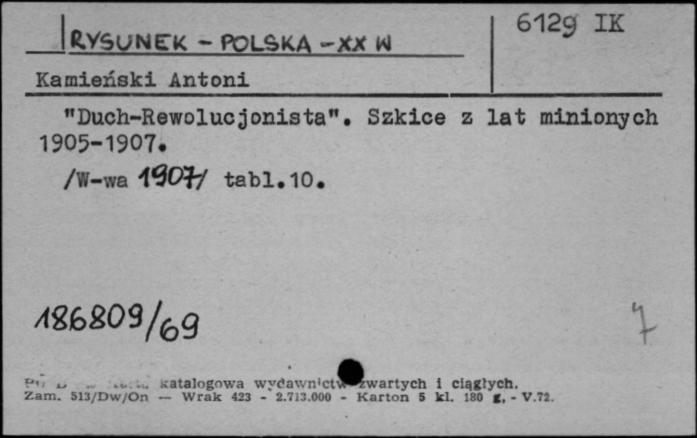 RYSUNEK - POLSKA - XX W
6129 IK
Kamieński Antoni
"Duch-Rewolucjonista". Szkice z lat minionych
1905-1907.
/W-wa 1907/ tabl.10.
186809/69
7
katalogowa wydawnictw zwartych i ciągłych.
Zam. 513/Dw/On — Wrak 423 - 2.713.000 - Karton 5 kl. 180 g, - V.72.